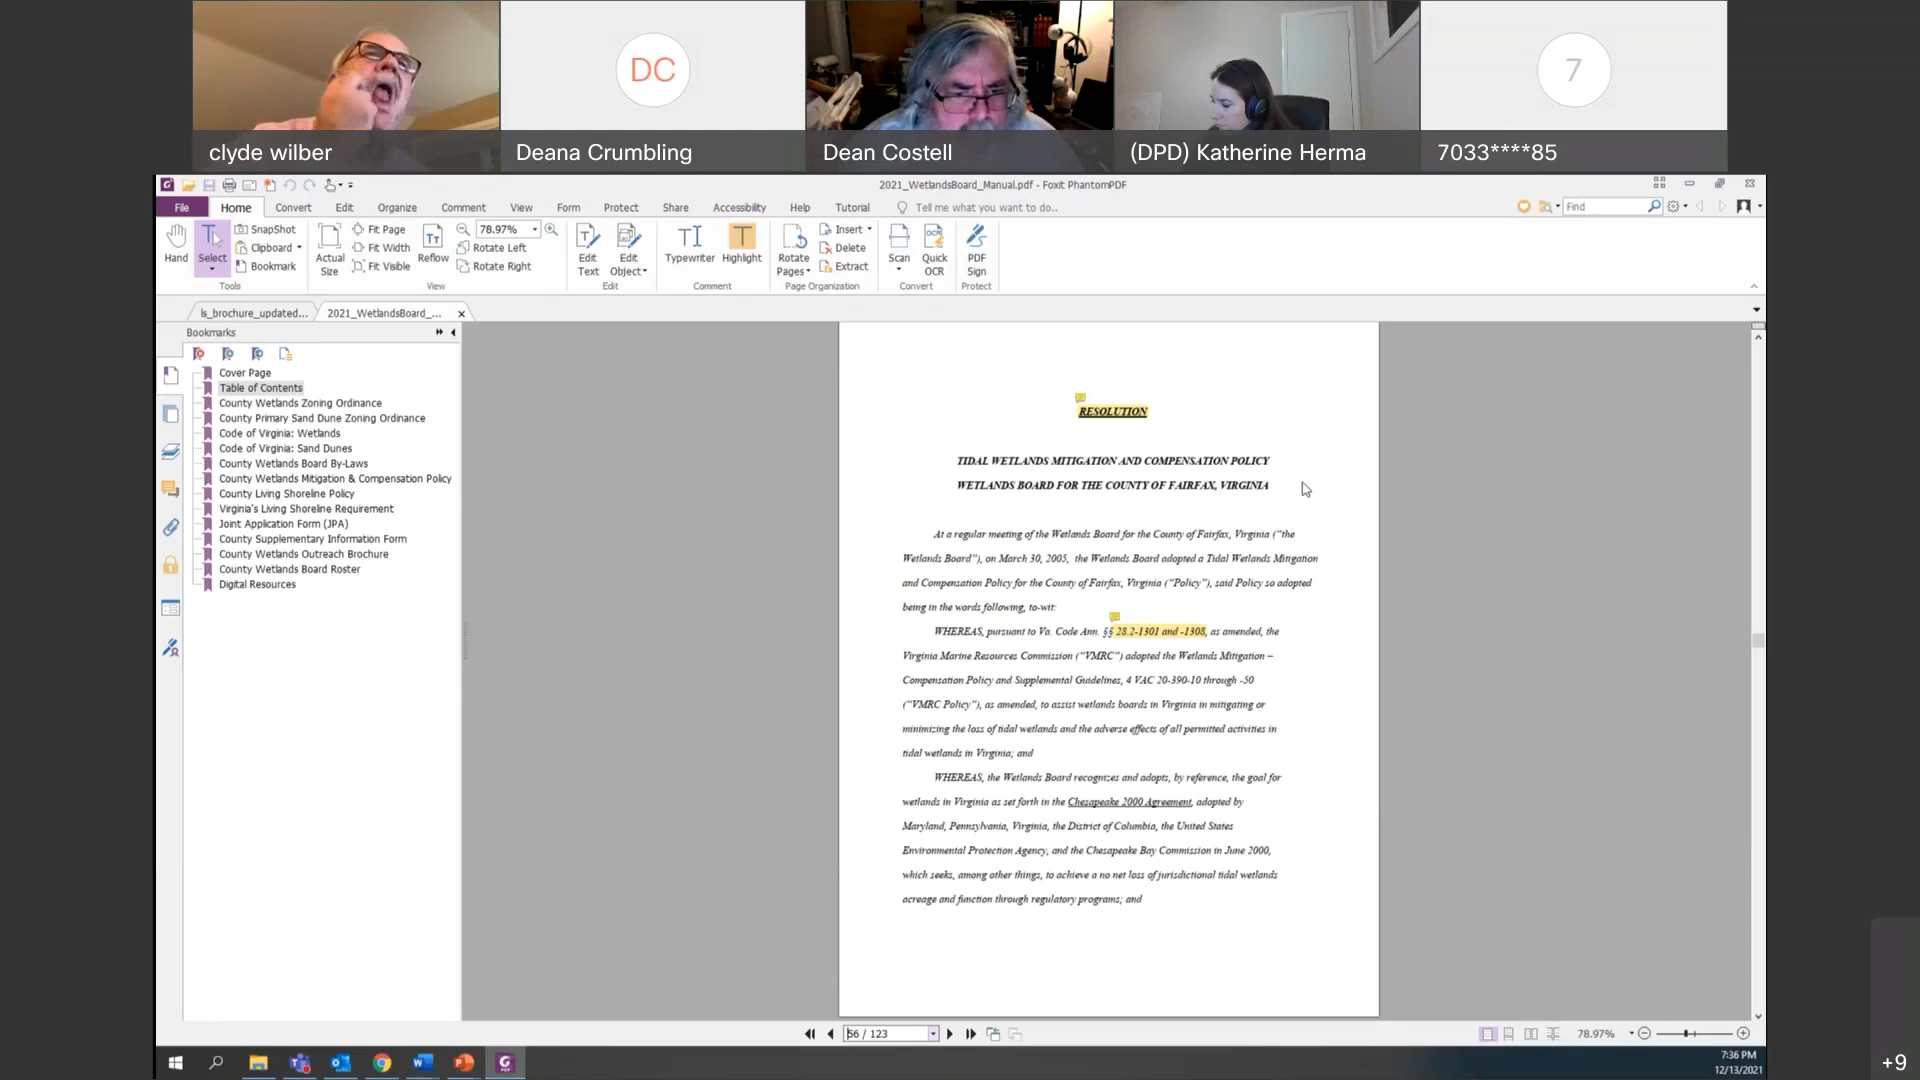 DC
7
clyde wilber
Deana Crumbling
Dean Costell
(DPD) Katherine Herma
7033****85
2021_WetlandsBoard_Manual.pdf - Foxit PhantomPDF
File Home Convert Edit Organize Comment View Form Protect Share Accessibility Help Tutorial Tell me what you want to do.. Find
Hand
Select
SnapShot
Clipboard
Bookmark
Tools
Actual Size
Fit Page
Fit Width
Fit Visible
Reflow
78.97%
Rotate Left
Rotate Right
View
Edit Text
Edit Object
Edit
Typewriter
Highlight
Comment
Rotate Pages
Insert
Delete
Extract
Page Organization
Scan
Quick OCR
Convert
PDF Sign
Protect
ls_brochure_updated...
2021_WetlandsBoard_...
Bookmarks
Cover Page
Table of Contents
County Wetlands Zoning Ordinance
County Primary Sand Dune Zoning Ordinance
Code of Virginia: Wetlands
Code of Virginia: Sand Dunes
County Wetlands Board By-Laws
County Wetlands Mitigation & Compensation Policy
County Living Shoreline Policy
Virginia's Living Shoreline Requirement
Joint Application Form (JPA)
County Supplementary Information Form
County Wetlands Outreach Brochure
County Wetlands Board Roster
Digital Resources
RESOLUTION
TIDAL WETLANDS MITIGATION AND COMPENSATION POLICY
WETLANDS BOARD FOR THE COUNTY OF FAIRFAX, VIRGINIA
At a regular meeting of the Wetlands Board for the County of Fairfax, Virginia ("the
Wetlands Board"), on March 30, 2005, the Wetlands Board adopted a Tidal Wetlands Mitigation
and Compensation Policy for the County of Fairfax, Virginia ("Policy"), said Policy so adopted
being in the words following, to-wit:
WHEREAS, pursuant to Va. Code Ann. §§ 28.2-1301 and -1308, as amended, the
Virginia Marine Resources Commission ("VMRC") adopted the Wetlands Mitigation –
Compensation Policy and Supplemental Guidelines, 4 VAC 20-390-10 through -50
("VMRC Policy"), as amended, to assist wetlands boards in Virginia in mitigating or
minimizing the loss of tidal wetlands and the adverse effects of all permitted activities in
tidal wetlands in Virginia; and
WHEREAS, the Wetlands Board recognizes and adopts, by reference, the goal for
wetlands in Virginia as set forth in the Chesapeake 2000 Agreement, adopted by
Maryland, Pennsylvania, Virginia, the District of Columbia, the United States
Environmental Protection Agency, and the Chesapeake Bay Commission in June 2000,
which seeks, among other things, to achieve a no net loss of jurisdictional tidal wetlands
acreage and function through regulatory programs; and
56 / 123
78.97%
7:36 PM
12/13/2021
+9